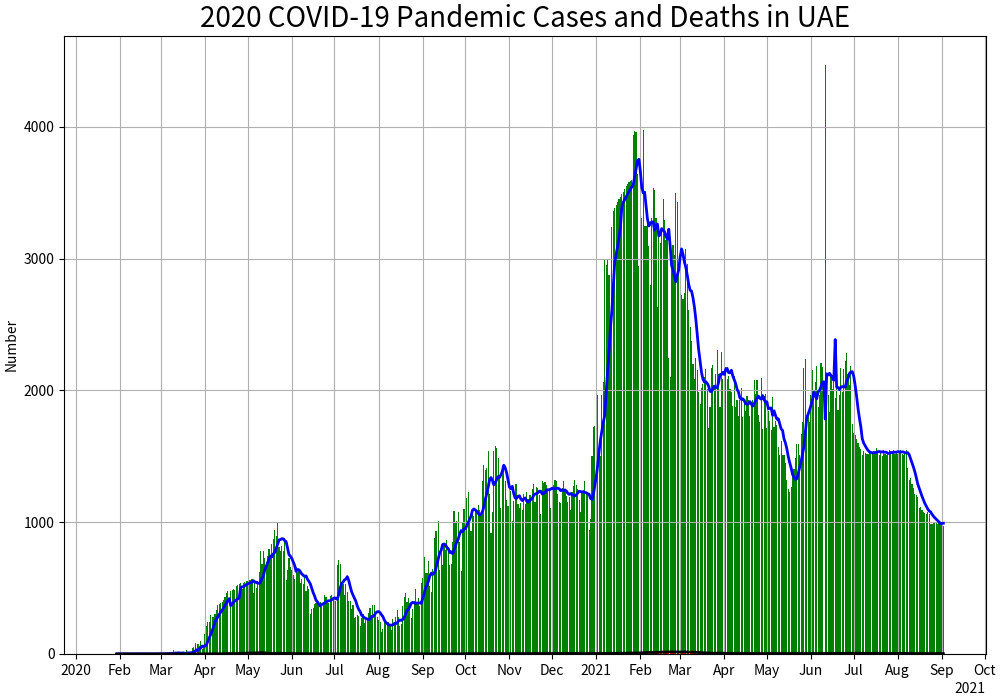 2020 COVID-19 Pandemic Cases and Deaths in UAE
Number
4000
3000
2000
1000
0
2020 Feb Mar Apr May Jun Jul Aug Sep Oct Nov Dec 2021 Feb Mar Apr May Jun Jul Aug Sep Oct
2021